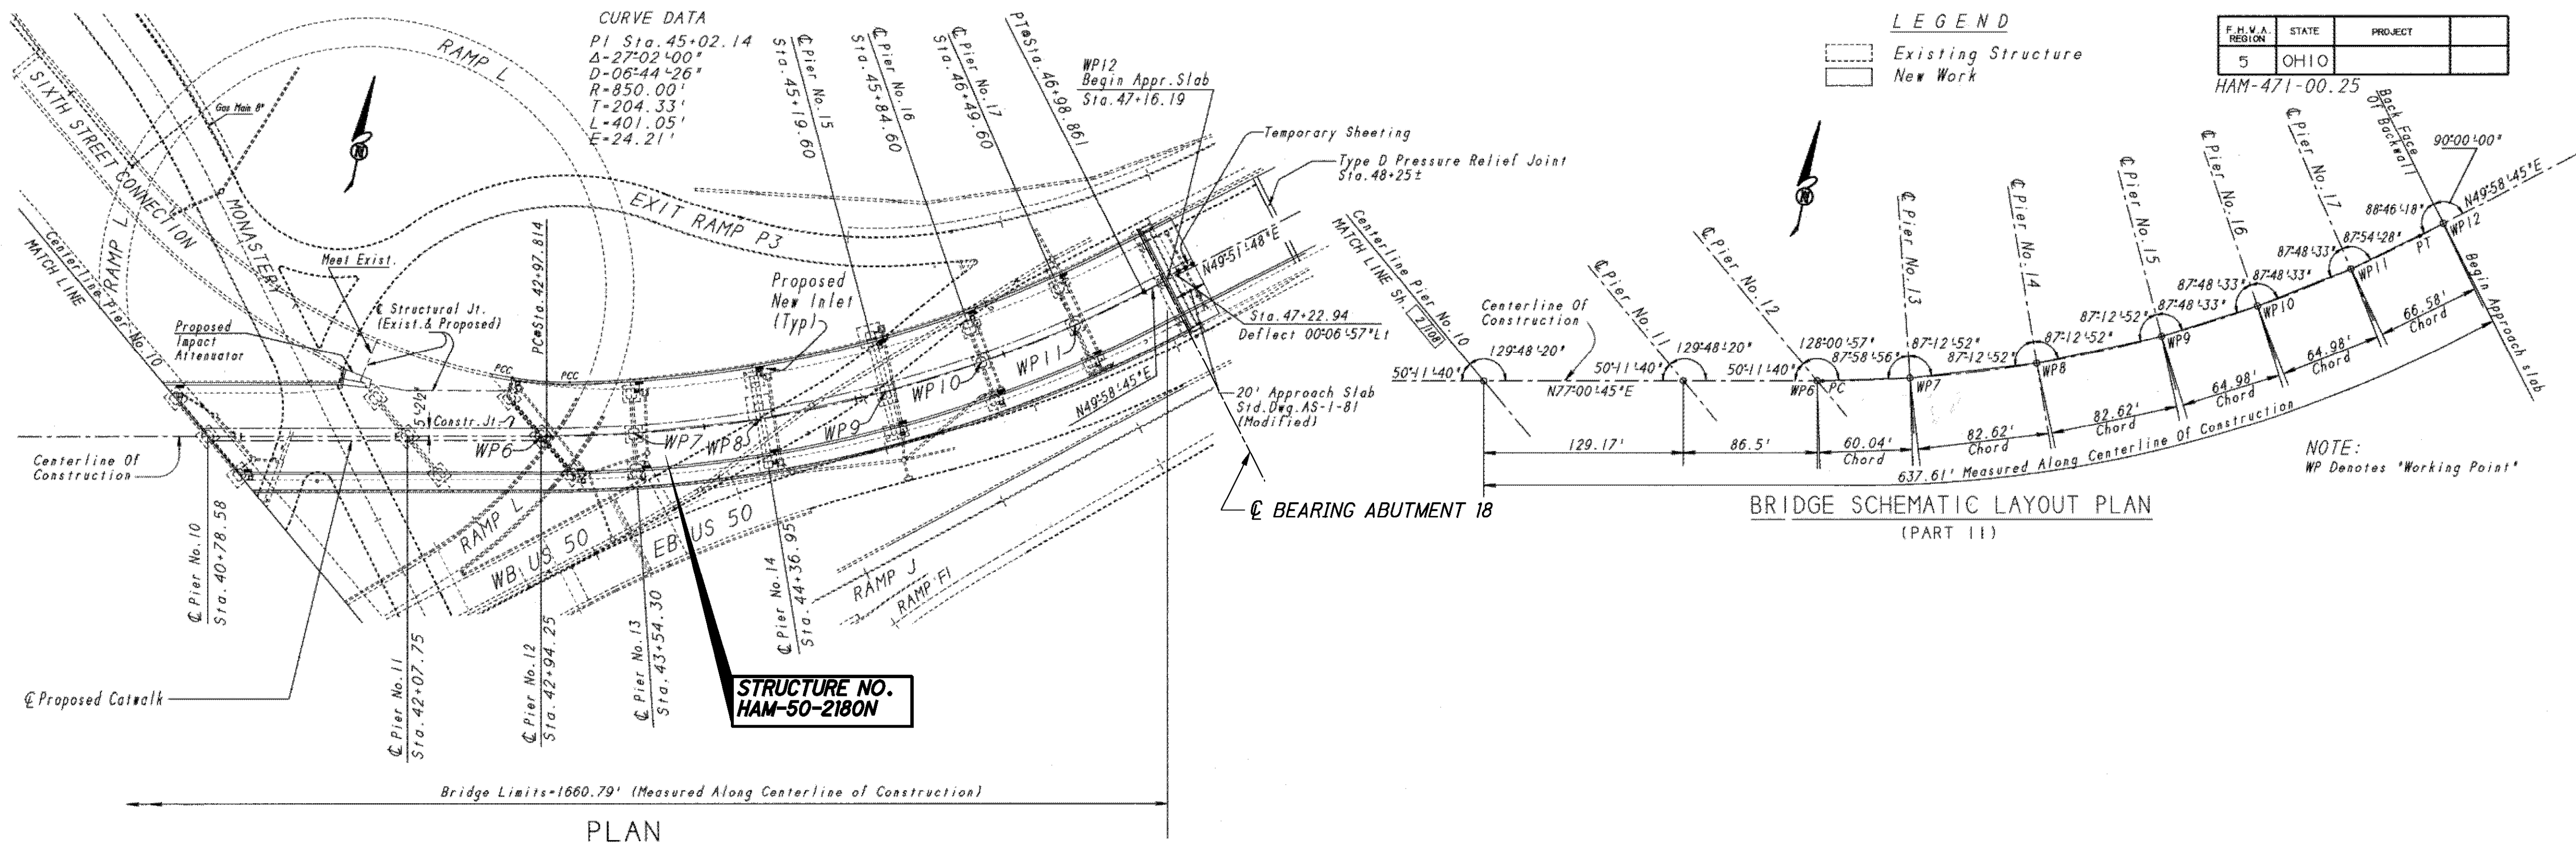 CURVE DATA
PI Sta. 45+02.14
Δ=27°02'00"
D=06°44'26"
R=850.00'
T=204.33'
L=401.05'
E=24.21'
RAMP L
SIXTH STREET CONNECTION
Gas Main 8"
RAMP L
MONASTERY
EXIT RAMP P3
Centerline Pier No. 10
MATCH LINE
Meet Exist.
℄ Structural Jt.
(Exist. & Proposed)
Proposed
Impact
Attenuator
PC@Sta. 42+97.814
PCC
PCC
5'-2½"
Constr. Jt.
Proposed
New Inlet
(Typ)
℄ Pier No. 15
Sta. 45+19.60
℄ Pier No. 16
Sta. 45+84.60
℄ Pier No. 17
Sta. 46+49.60
PT@Sta. 46+98.861
WP12
Begin Appr. Slab
Sta. 47+16.19
Temporary Sheeting
Type D Pressure Relief Joint
Sta. 48+25±
N49°51'48"E
Sta. 47+22.94
Deflect 00°06'57"Lt
20' Approach Slab
Std. Dwg. AS-1-81
(Modified)
N49°58'45"E
WP6
WP7
WP8
WP9
WP10
WP11
Centerline Of
Construction
RAMP L
WB US 50
EB US 50
RAMP J
RAMP F1
℄ BEARING ABUTMENT 18
℄ Pier No. 10
Sta. 40+78.58
℄ Pier No. 11
Sta. 42+07.75
℄ Pier No. 12
Sta. 42+94.25
℄ Pier No. 13
Sta. 43+54.30
℄ Pier No. 14
Sta. 44+36.95
℄ Proposed Catwalk
STRUCTURE NO.
HAM-50-2180N
Bridge Limits=1660.79' (Measured Along Centerline of Construction)
PLAN
LEGEND
Existing Structure
New Work
F.H.W.A. REGION
STATE
PROJECT
5
OHIO
HAM-471-00.25
Centerline Pier No. 10
MATCH LINE Sh.
℄ Pier No. 11
℄ Pier No. 12
℄ Pier No. 13
℄ Pier No. 14
℄ Pier No. 15
℄ Pier No. 16
℄ Pier No. 17
Back Face
Of Backwall
90°00'00"
N49°58'45"E
88°46'18"
87°54'28"
87°48'33"
87°48'33"
87°48'33"
87°48'33"
87°12'52"
87°12'52"
87°12'52"
87°12'52"
87°12'52"
87°58'56"
128°00'57"
50°11'40"
129°48'20"
50°11'40"
129°48'20"
50°11'40"
Centerline Of
Construction
N77°00'45"E
WP6
PC
WP7
WP8
WP9
WP10
WP11
PT
WP12
Begin Approach slab
129.17'
86.5'
60.04'
Chord
82.62'
Chord
82.62'
Chord
64.98'
Chord
64.98'
Chord
66.58'
Chord
637.61' Measured Along Centerline Of Construction
BRIDGE SCHEMATIC LAYOUT PLAN
(PART II)
NOTE:
WP Denotes "Working Point"